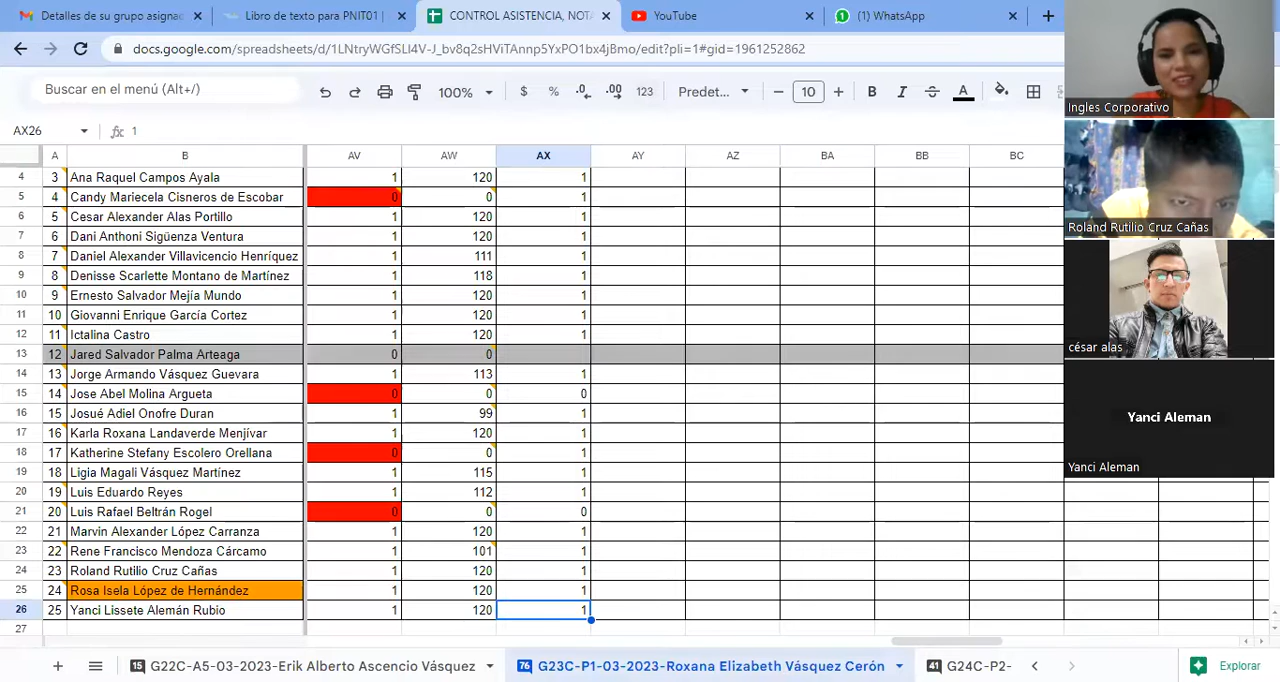 Detalles de su grupo asignac
Libro de texto para PNIT01 |
CONTROL ASISTENCIA, NOTA
YouTube
(1) WhatsApp
docs.google.com/spreadsheets/d/1LNtryWGfSLI4V-J_bv8q2sHViTAnnp5YxPO1bx4jBmo/edit?pli=1#gid=1961252862
Buscar en el menú (Alt+/)
100%
$ % .0 .00 123
Predet...
10
B I A
AX26
fx 1
A B AV AW AX AY AZ BA BB BC
4 3 Ana Raquel Campos Ayala 1 120 1
5 4 Candy Mariecela Cisneros de Escobar 0 0 1
6 5 Cesar Alexander Alas Portillo 1 120 1
7 6 Dani Anthoni Sigüenza Ventura 1 120 1
8 7 Daniel Alexander Villavicencio Henríquez 1 101 1
9 8 Denisse Scarlette Montano de Martínez 1 120 1
10 9 Ernesto Salvador Mejía Mundo 1 120 1
11 10 Giovanni Enrique García Cortez 1 120 1
12 11 Ictalina Castro 1 120 1
13 12 Jared Salvador Palma Arteaga 0 0
14 13 Jorge Armando Vásquez Guevara 1 113 1
15 14 Jose Abel Molina Argueta 0 0 0
16 15 Josué Adiel Onofre Duran 1 99 1
17 16 Karla Roxana Landaverde Menjívar 1 120 1
18 17 Katherine Stefany Escolero Orellana 0 0 1
19 18 Ligia Magali Vásquez Martínez 1 115 1
20 19 Luis Eduardo Reyes 1 112 1
21 20 Luis Rafael Beltrán Rogel 0 0 0
22 21 Marvin Alexander López Carranza 1 120 1
23 22 Rene Francisco Mendoza Cárcamo 1 101 1
24 23 Roland Rutilio Cruz Cañas 1 120 1
25 24 Rosa Isela López de Hernández 1 120 1
26 25 Yanci Lissete Alemán Rubio 1 120 1
27
15 G22C-A5-03-2023-Erik Alberto Ascencio Vásquez
76 G23C-P1-03-2023-Roxana Elizabeth Vásquez Cerón
41 G24C-P2-
Explorar
Ingles Corporativo
Roland Rutilio Cruz Cañas
césar alas
Yanci Aleman
Yanci Aleman